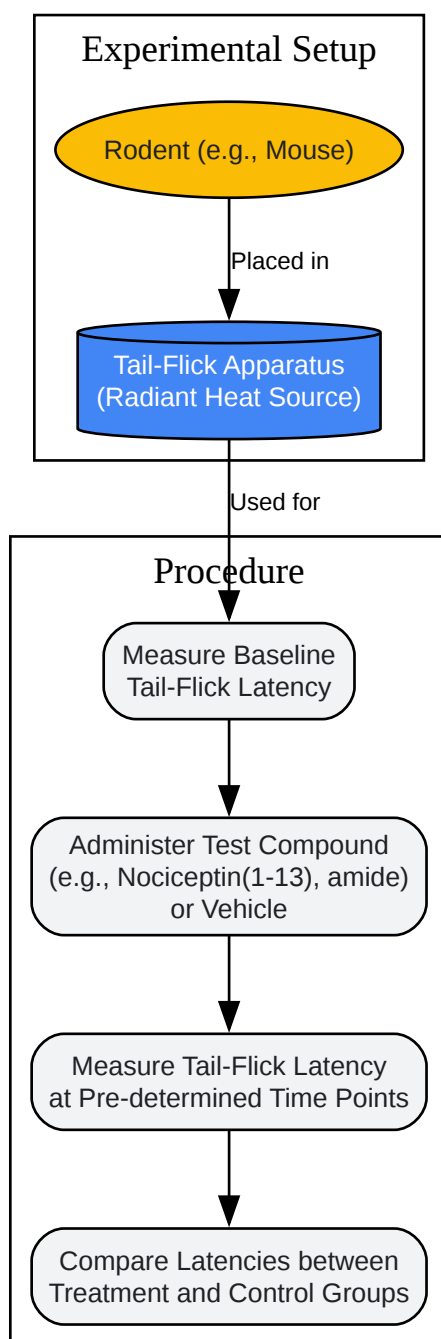 Experimental Setup
Rodent (e.g., Mouse)
Placed in
Tail-Flick Apparatus
(Radiant Heat Source)
Used for
Procedure
Measure Baseline
Tail-Flick Latency
Administer Test Compound
(e.g., Nociceptin(1-13), amide)
or Vehicle
Measure Tail-Flick Latency
at Pre-determined Time Points
Compare Latencies between
Treatment and Control Groups